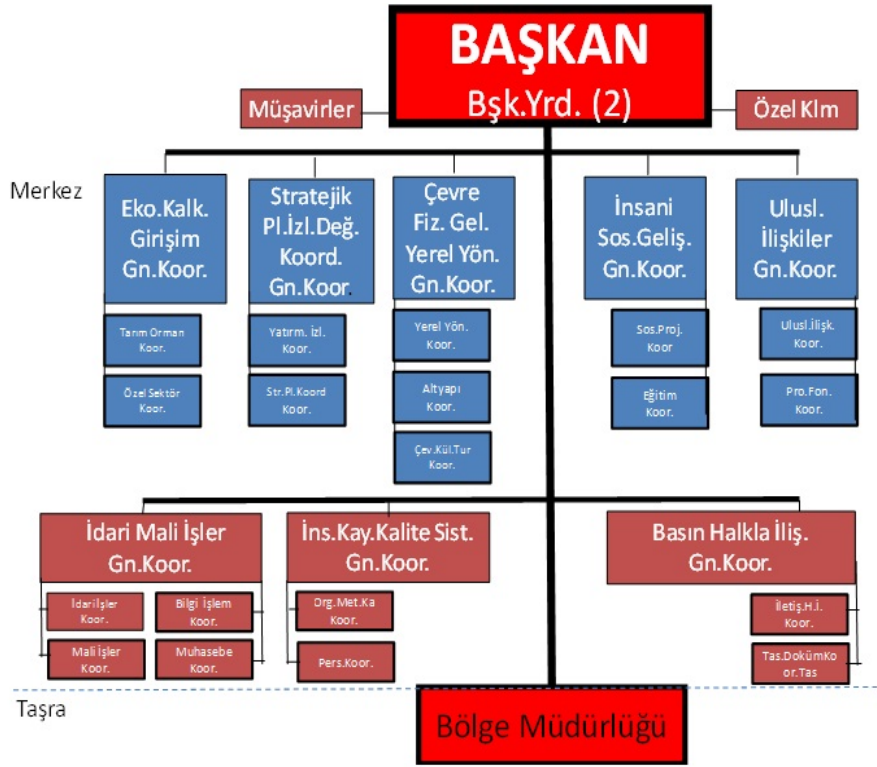 BAŞKAN
Bşk.Yrd. (2)
Müşavirler
Özel Klm
Merkez
Eko.Kalk.
Girişim
Gn.Koor.
Stratejik
Pl.İzl.Değ.
Koord.
Gn.Koor.
Çevre
Fiz. Gel.
Yerel Yön.
Gn.Koor.
İnsani
Sos.Geliş.
Gn.Koor.
Ulusl.
İlişkiler
Gn.Koor.
Tarım Orman
Koor.
Özel Sektör
Koor.
Yatırm. İzl.
Koor.
Str.Pl.Koord
Koor.
Yerel Yön.
Koor.
Altyapı
Koor.
Çev.Kül.Tur
Koor.
Sos.Proj.
Koor
Eğitim
Koor.
Ulusl.İlişk.
Koor.
Pro.Fon.
Koor.
İdari Mali İşler
Gn.Koor.
İns.Kay.Kalite Sist.
Gn.Koor.
Basın Halkla İliş.
Gn.Koor.
İdari İşler
Koor.
Mali İşler
Koor.
Bilgi İşlem
Koor.
Muhasebe
Koor.
Org.Met.Ka
Koor.
Pers.Koor.
İletiş.H.İ.
Koor.
Tas.DokümKo
or.Tas
Taşra
Bölge Müdürlüğü